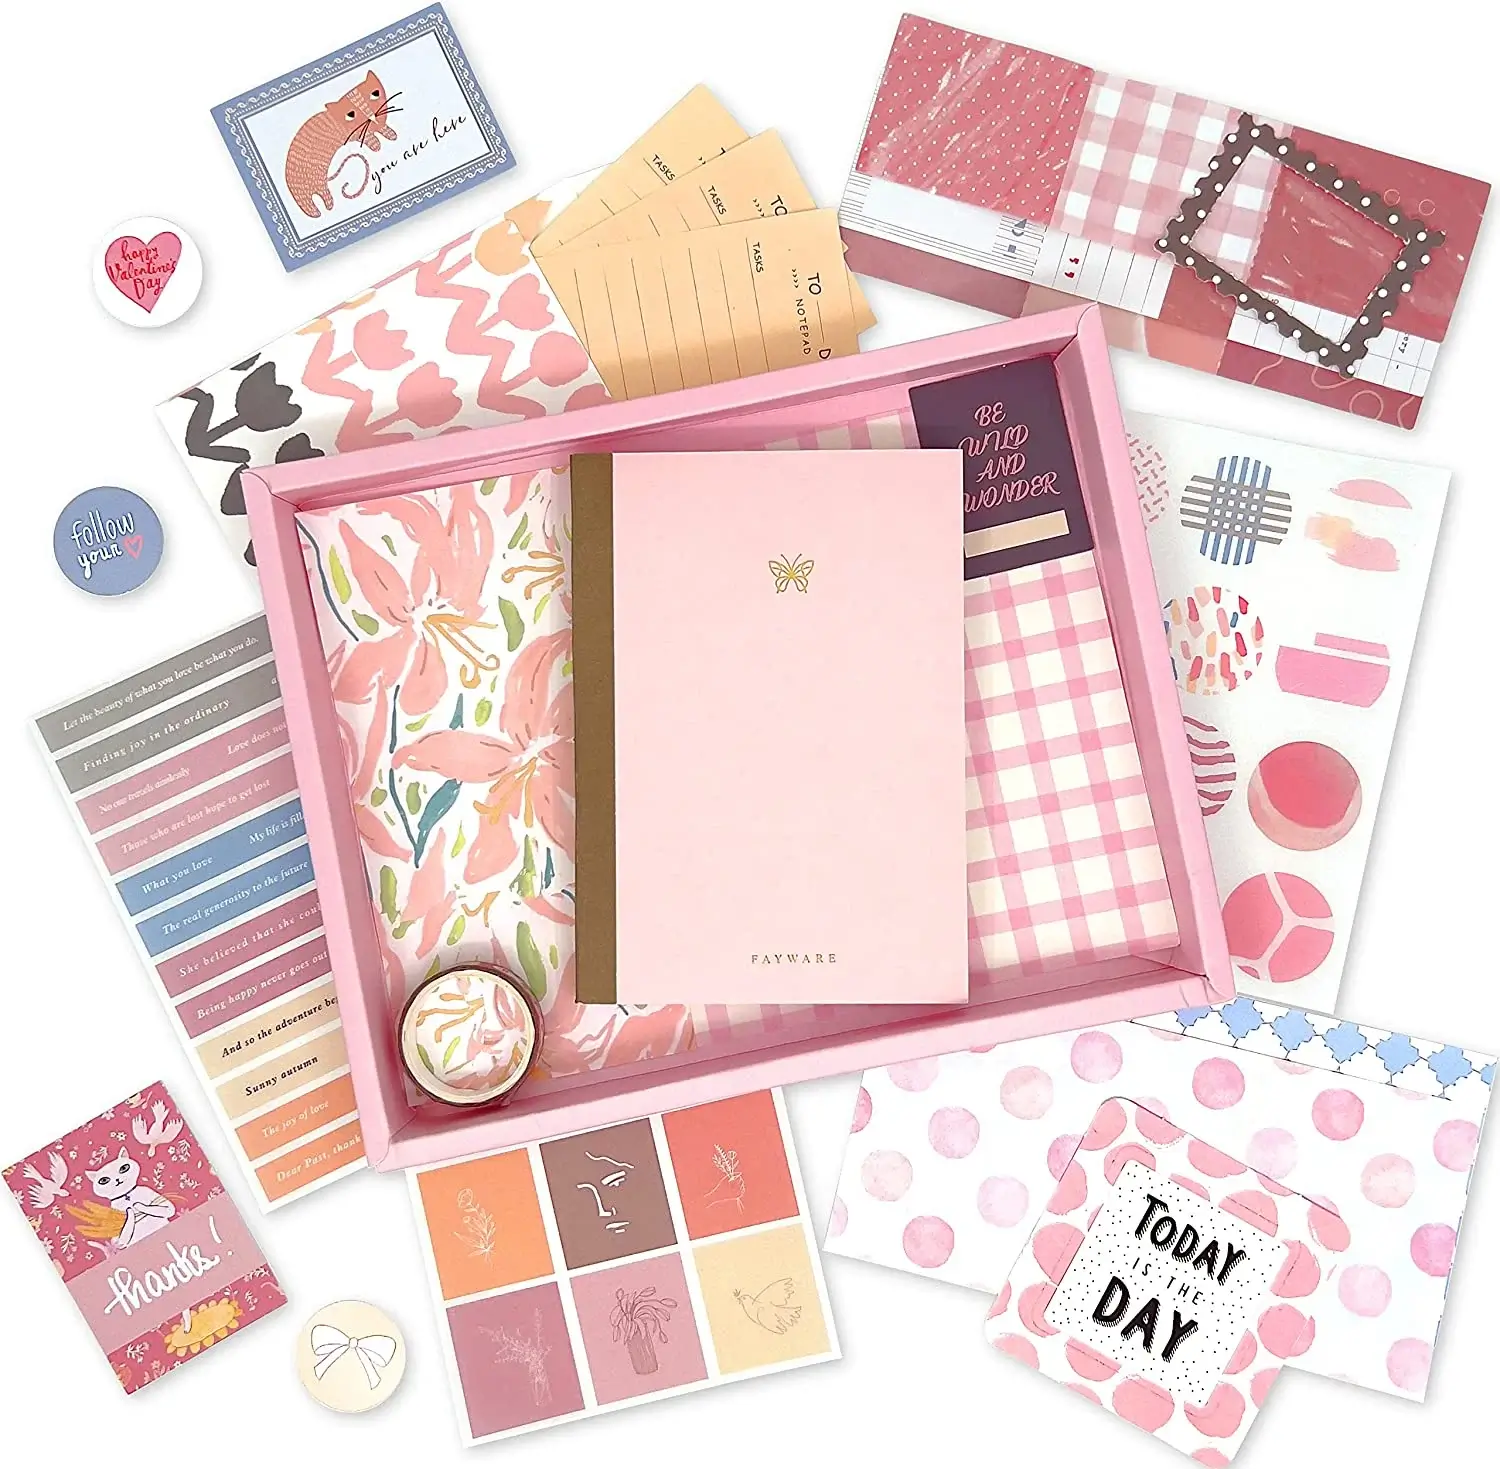 you are here
happy
Valentine's
Day
TASKS
TASKS
TASKS
TO
TO
>>>> NOTEPAD
BE
WILD
AND
WONDER
follow
your
FAYWARE
Let the beauty of what you love be what you do.
Finding joy in the ordinary
No one travels aimlessly
Love does
Those who are lost hope to get lost
What you love
My life is
The real generosity to the future
She believed that she
Being happy never goes out
And so the adventure
Sunny autumn
The joy of love
Dear Past, thank
thanks!
TODAY
IS THE
DAY